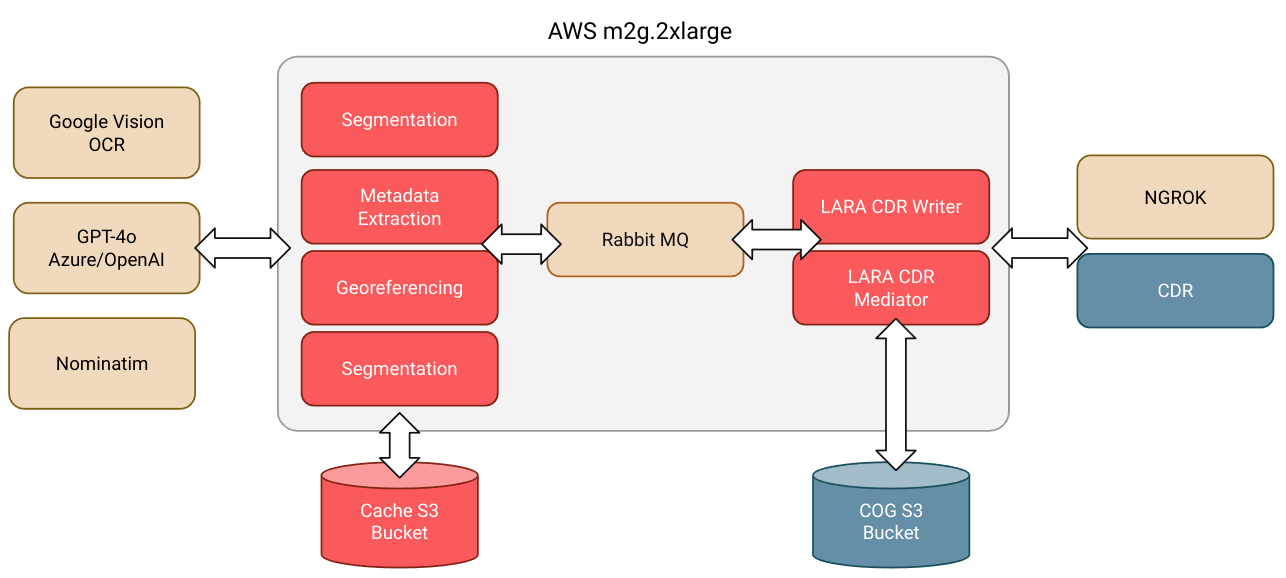 AWS m2g.2xlarge
Google Vision
OCR
GPT-4o
Azure/OpenAI
Nominatim
Segmentation
Metadata
Extraction
Georeferencing
Segmentation
Rabbit MQ
LARA CDR Writer
LARA CDR
Mediator
NGROK
CDR
Cache S3
Bucket
COG S3
Bucket